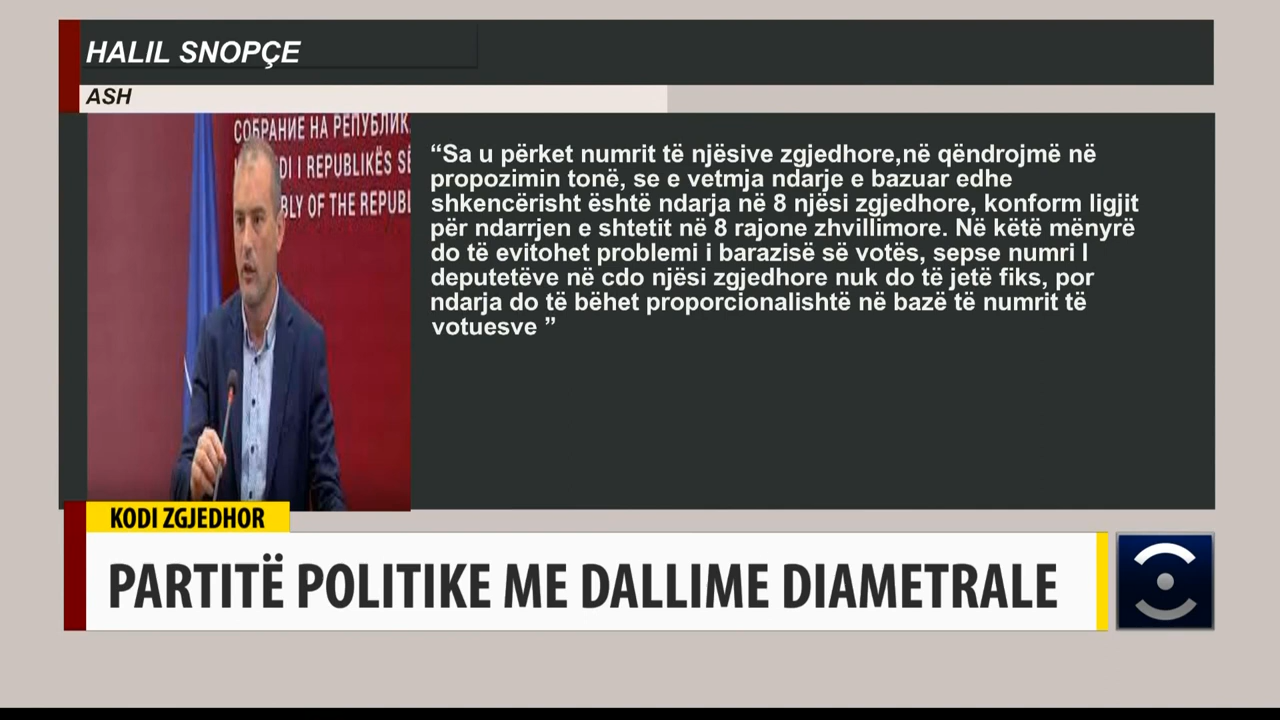 HALIL SNOPÇE
ASH
СОБРАНИЕ НА РЕПУБЛИК
DI I REPUBLIKËS SË
BLY OF THE REPUBL
“Sa u përket numrit të njësive zgjedhore,në qëndrojmë në
propozimin tonë, se e vetmja ndarje e bazuar edhe
shkencërisht është ndarja në 8 njësi zgjedhore, konform ligjit
për ndarrjen e shtetit në 8 rajone zhvillimore. Në këtë mënyrë
do të evitohet problemi i barazisë së votës, sepse numri I
deputetëve në cdo njësi zgjedhore nuk do të jetë fiks, por
ndarja do të bëhet proporcionalishtë në bazë të numrit të
votuesve ”
KODI ZGJEDHOR
PARTITË POLITIKE ME DALLIME DIAMETRALE